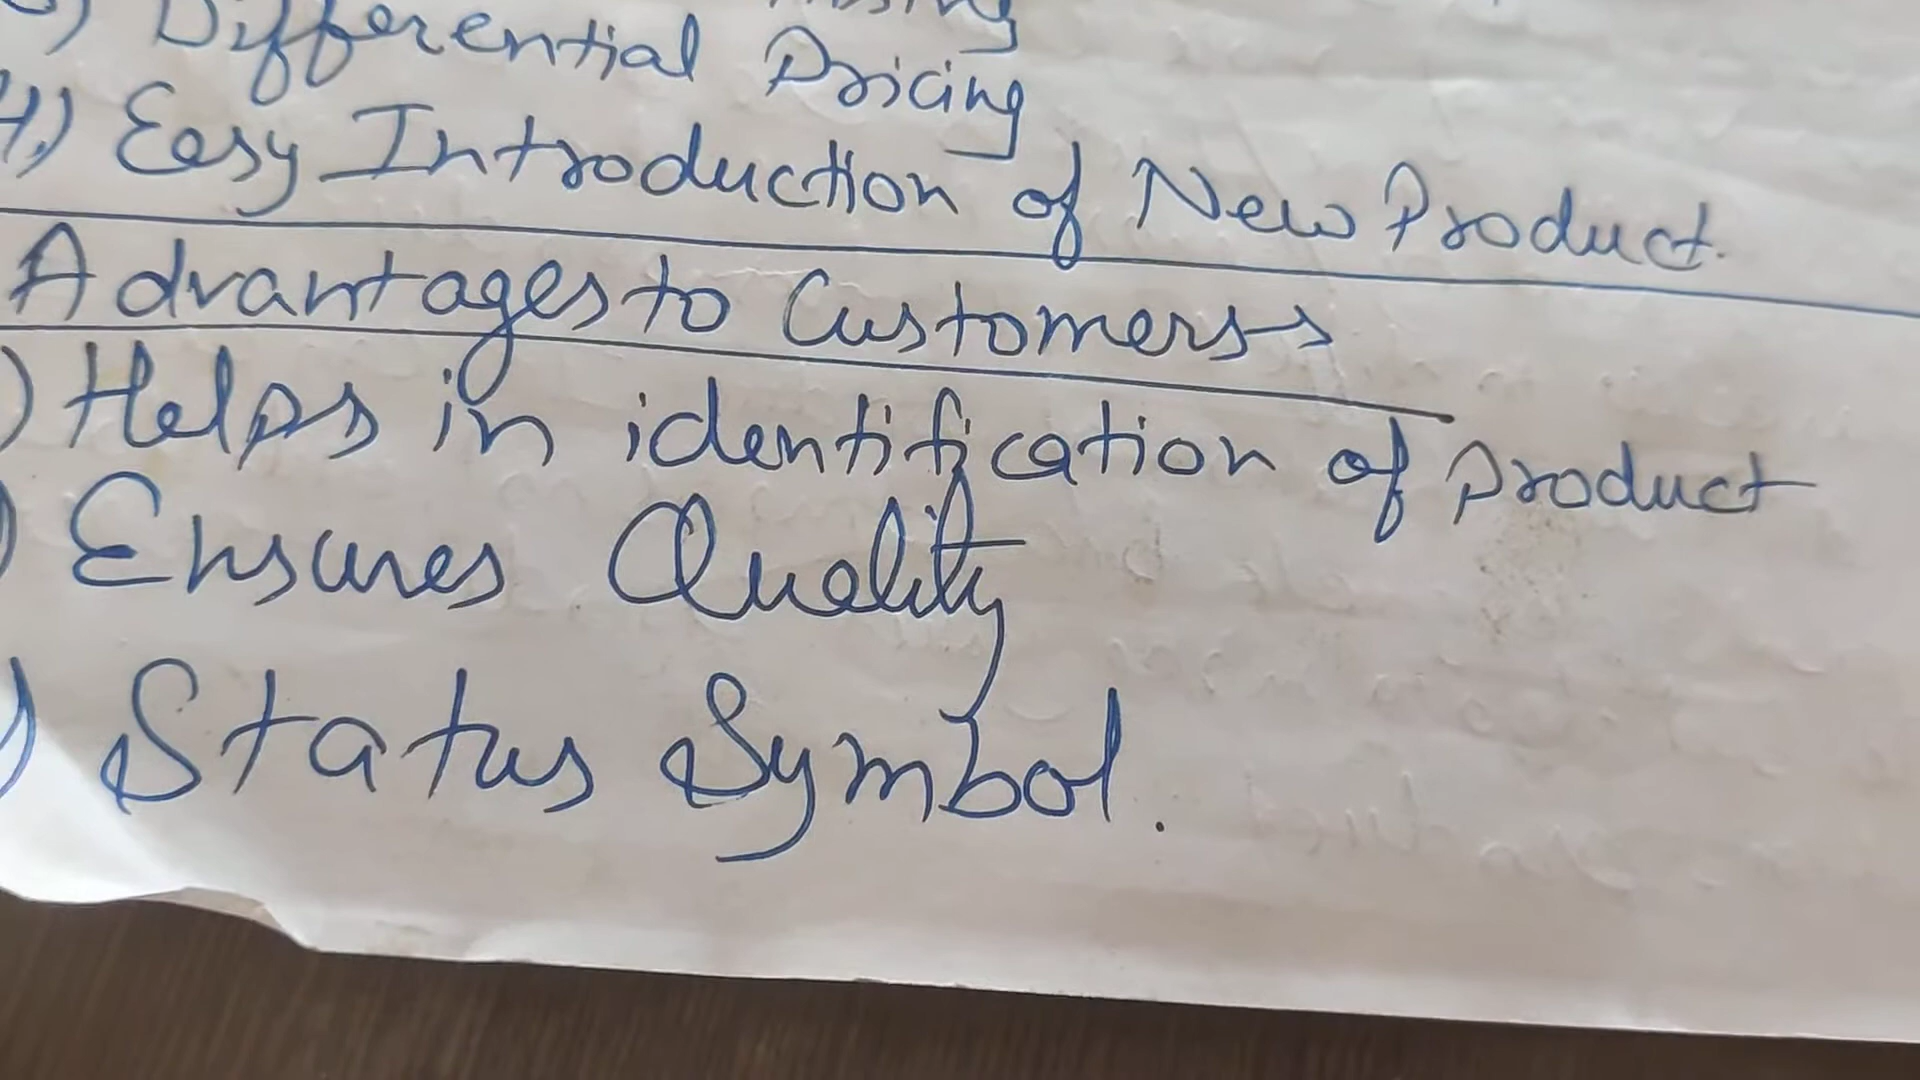 ) Differential Pricing
4.) Easy Introduction of New Product.
Advantages to Customers→
) Helps in identification of product
) Ensures Quality
) Status Symbol.